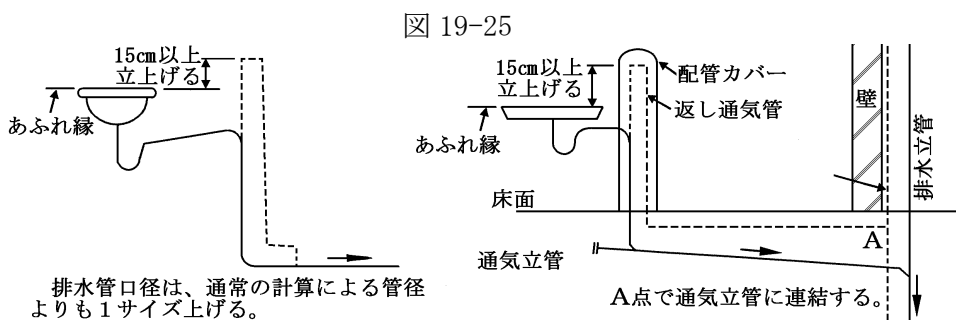 図 19-25
15㎝以上
立上げる
あふれ縁
排水管口径は、通常の計算による管径
よりも1サイズ上げる。
15㎝以上
立上げる
配管カバー
返し通気管
あふれ縁
壁
排水立管
床面
A
通気立管
A点で通気立管に連結する。